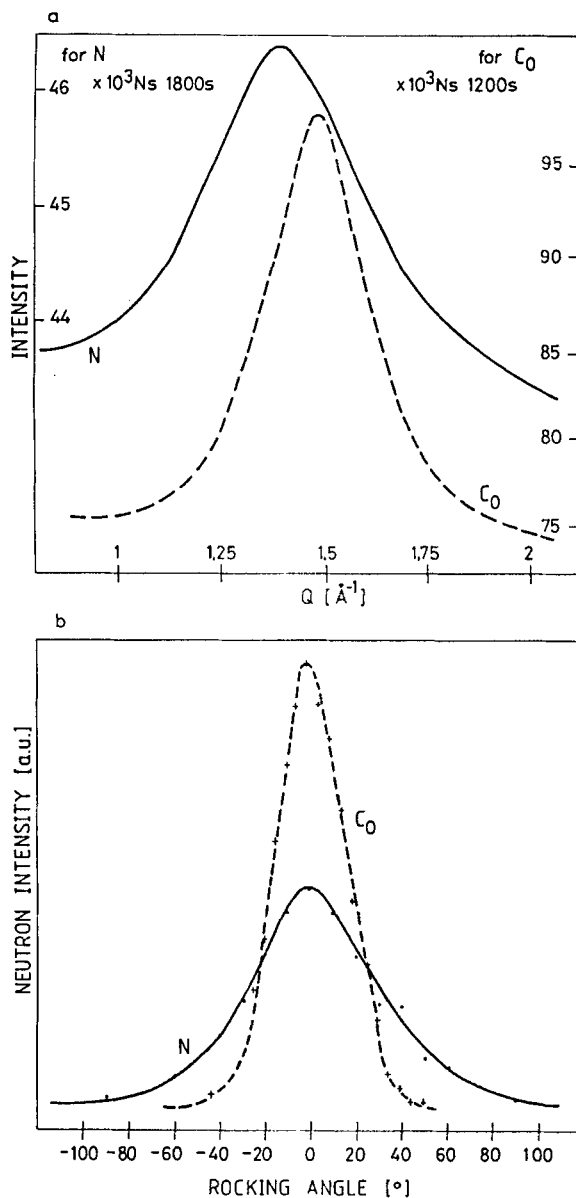 a
for N
x10³Ns 1800s
for C₀
x10³Ns 1200s
46
45
44
95
90
85
80
75
INTENSITY
N
C₀
1 1,25 1,5 1,75 2
Q [Å⁻¹]
b
NEUTRON INTENSITY [a.u.]
C₀
N
-100 -80 -60 -40 -20 0 20 40 60 80 100
ROCKING ANGLE [°]